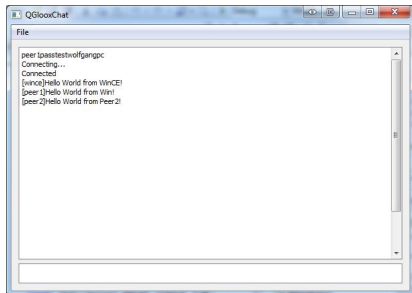 QGlooxChat
File
peer1passtestwolfgangpc
Connecting...
Connected
[wince]Hello World from WinCE!
[peer1]Hello World from Win!
[peer2]Hello World from Peer2!